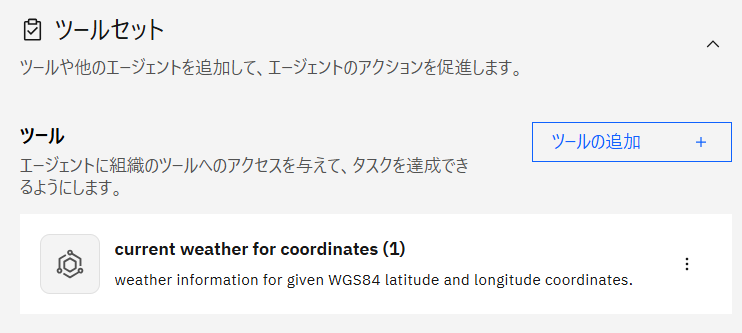 ツールセット
ツールや他のエージェントを追加して、エージェントのアクションを促進します。
ツール
ツールの追加 +
エージェントに組織のツールへのアクセスを与えて、タスクを達成でき
るようにします。
current weather for coordinates (1)
weather information for given WGS84 latitude and longitude coordinates.